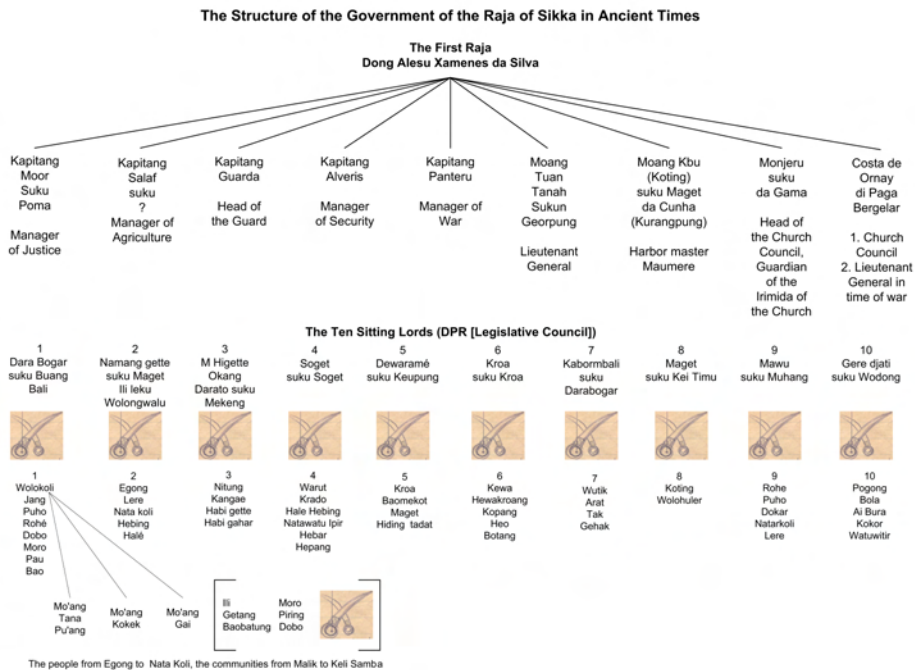 The Structure of the Government of the Raja of Sikka in Ancient Times
The First Raja
Dong Alesu Xamenes da Silva
Kapitang
Moor
Suku
Poma
Manager
of Justice
Kapitang
Salaf
suku
?
Manager of
Agriculture
Kapitang
Guarda
Head of
the Guard
Kapitang
Alveris
Manager
of Security
Kapitang
Panteru
Manager of
War
Moang
Tuan
Tanah
Sukun
Georpung
Lieutenant
General
Moang Kbu
(Koting)
suku Maget
da Cunha
(Kurangpung)
Harbor master
Maumere
Monjeru
suku
da Gama
Head of
the Church
Council,
Guardian
of the
Irimida of
the Church
Costa de
Ornay
di Paga
Bergelar
1. Church
Council
2. Lieutenant
General in
time of war
The Ten Sitting Lords (DPR [Legislative Council])
1
Dara Bogar
suku Buang
Bali
2
Namang gette
suku Maget
Ili leku
Wolongwalu
3
M Higette
Okang
Darato suku
Mekeng
4
Soget
suku Soget
5
Dewaramé
suku Keupung
6
Kroa
suku Kroa
7
Kabormbali
suku
Darabogar
8
Maget
suku Kei Timu
9
Mawu
suku Muhang
10
Gere djati
suku Wodong
1
Wolokoli
Jang
Puho
Rohé
Dobo
Moro
Pau
Bao
2
Egong
Lere
Nata koli
Hebing
Halé
3
Nitung
Kangae
Habi gette
Habi gahar
4
Warut
Krado
Hale Hebing
Natawatu Ipir
Hebar
Hepang
5
Kroa
Baomekot
Maget
Hiding tadat
6
Kewa
Hewakroang
Kopang
Heo
Botang
7
Wutik
Arat
Tak
Gehak
8
Koting
Wolohuler
9
Rohe
Puho
Dokar
Natarkoli
Lere
10
Pogong
Bola
Ai Bura
Kokor
Watuwitir
Mo'ang
Tana
Pu'ang
Mo'ang
Kokek
Mo'ang
Gai
Ili
Getang
Baobatung
Moro
Piring
Dobo
The people from Egong to Nata Koli, the communities from Malik to Keli Samba